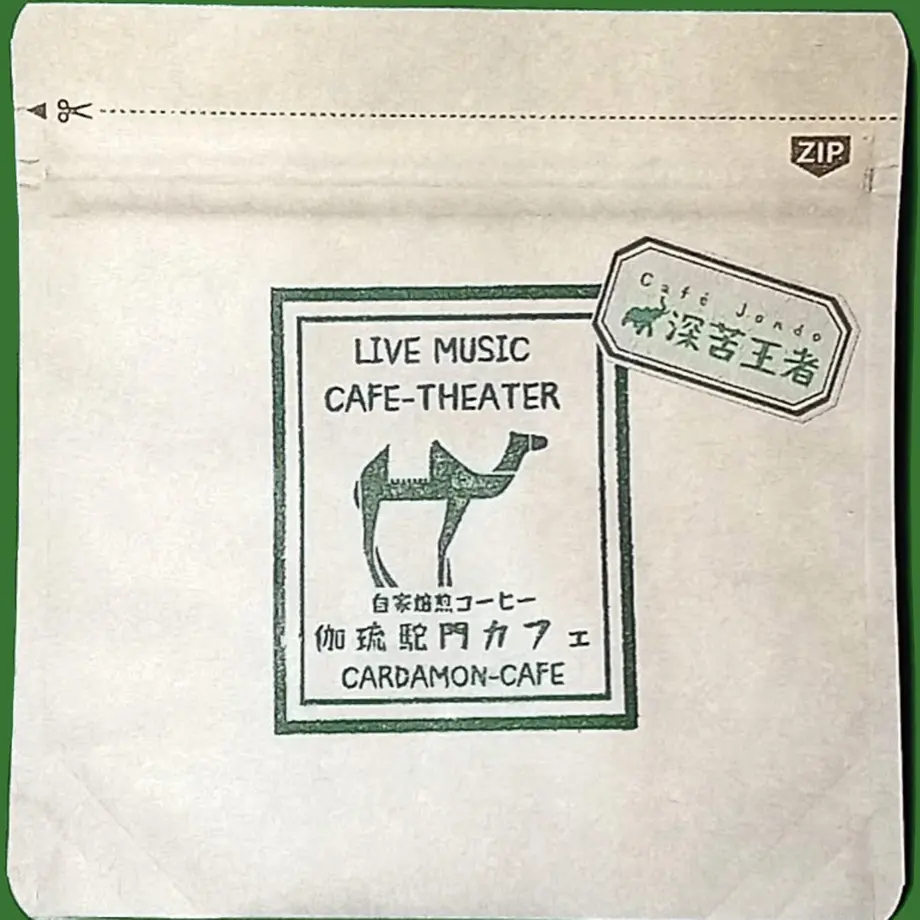 ZIP
Café Jondo
深苦王者
LIVE MUSIC
CAFE-THEATER
自家焙煎コーヒー
伽琉駝門カフェ
CARDAMON-CAFE